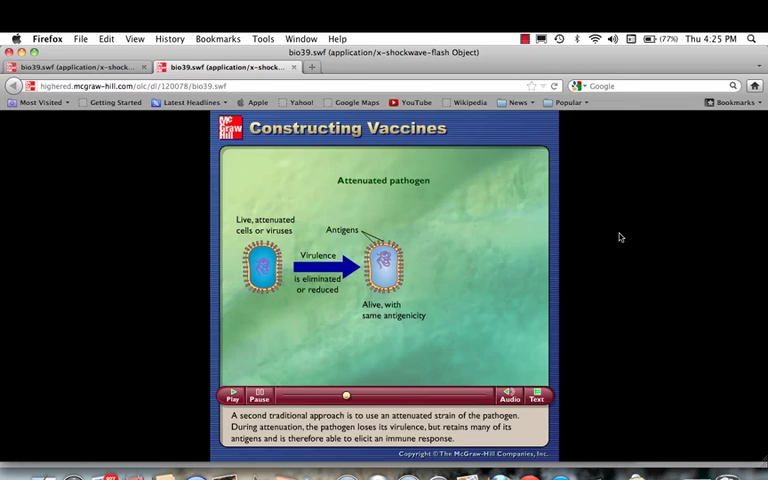 Firefox File Edit View History Bookmarks Tools Window Help (77%) Thu 4:25 PM
bio39.swf (application/x-shockwave-flash Object)
bio39.swf (application/x-shock... bio39.swf (application/x-shock...
highered.mcgraw-hill.com/olc/dl/120078/bio39.swf Google
Most Visited Getting Started Latest Headlines Apple Yahoo! Google Maps YouTube Wikipedia News Popular Bookmarks
Mc
Graw
Hill
Constructing Vaccines
Attenuated pathogen
Live, attenuated
cells or viruses
Antigens
Virulence
is eliminated
or reduced
Alive, with
same antigenicity
Play Pause Audio Text
A second traditional approach is to use an attenuated strain of the pathogen.
During attenuation, the pathogen loses its virulence, but retains many of its
antigens and is therefore able to elicit an immune response.
Copyright © The McGraw-Hill Companies, Inc.